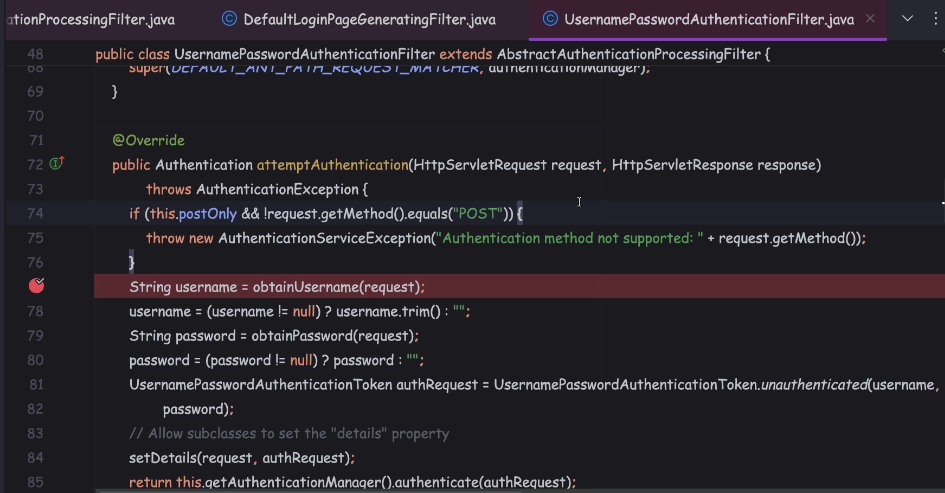 ationProcessingFilter.java
DefaultLoginPageGeneratingFilter.java
UsernamePasswordAuthenticationFilter.java
48 public class UsernamePasswordAuthenticationFilter extends AbstractAuthenticationProcessingFilter {
68 super(DEFAULT_ANT_PATH_REQUEST_MATCHER, authenticationManager);
69 }
70
71 @Override
72 public Authentication attemptAuthentication(HttpServletRequest request, HttpServletResponse response)
73 throws AuthenticationException {
74 if (this.postOnly && !request.getMethod().equals("POST")) {
75 throw new AuthenticationServiceException("Authentication method not supported: " + request.getMethod());
76 }
String username = obtainUsername(request);
78 username = (username != null) ? username.trim() : "";
79 String password = obtainPassword(request);
80 password = (password != null) ? password : "";
81 UsernamePasswordAuthenticationToken authRequest = UsernamePasswordAuthenticationToken.unauthenticated(username,
82 password);
83 // Allow subclasses to set the "details" property
84 setDetails(request, authRequest);
85 return this.getAuthenticationManager().authenticate(authRequest);